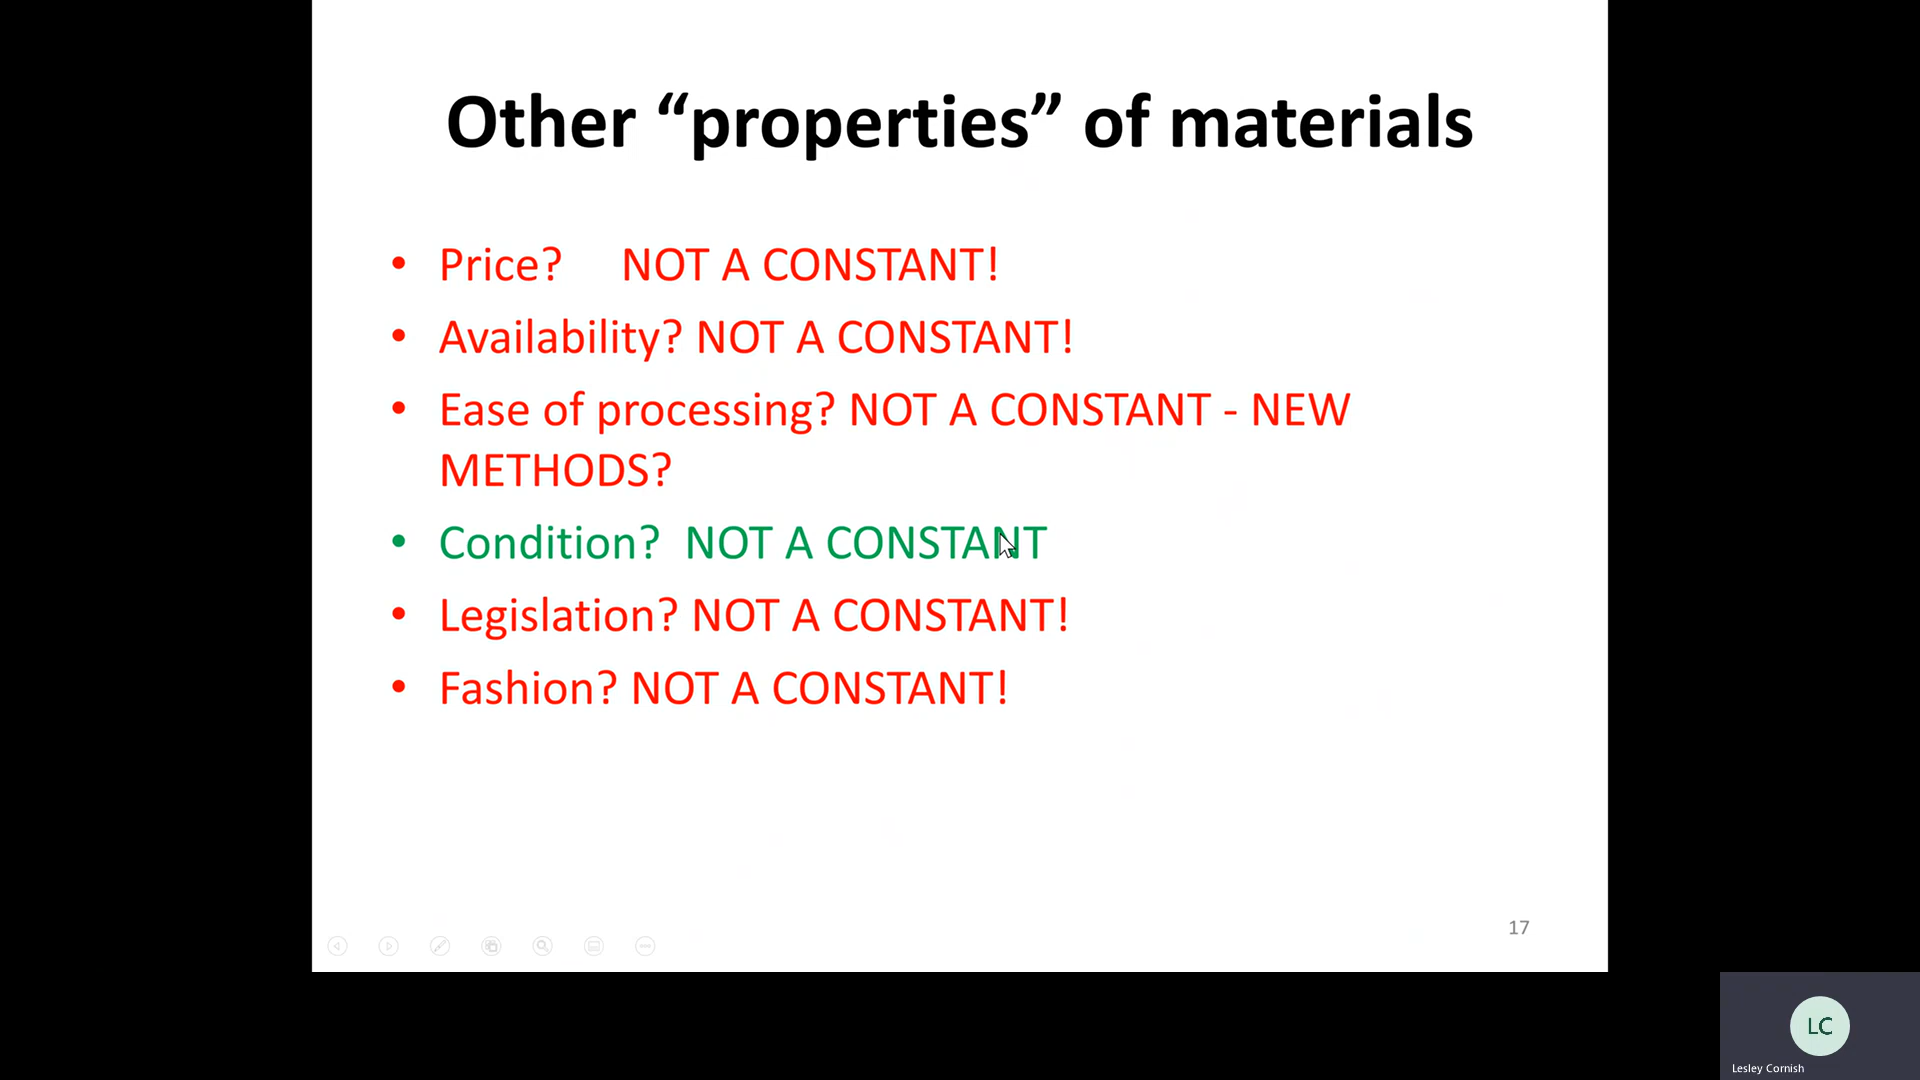 Other “properties” of materials
• Price? NOT A CONSTANT!
• Availability? NOT A CONSTANT!
• Ease of processing? NOT A CONSTANT - NEW
METHODS?
• Condition? NOT A CONSTANT
• Legislation? NOT A CONSTANT!
• Fashion? NOT A CONSTANT!
17
LC
Lesley Cornish